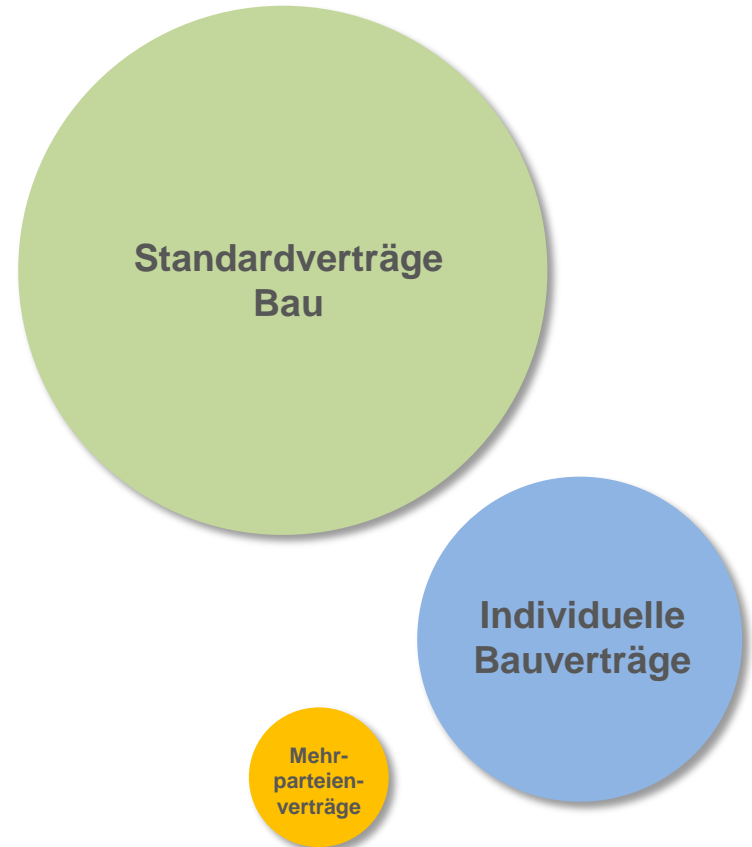 Standardverträge
Bau
Individuelle
Bauverträge
Mehr-
parteien-
verträge